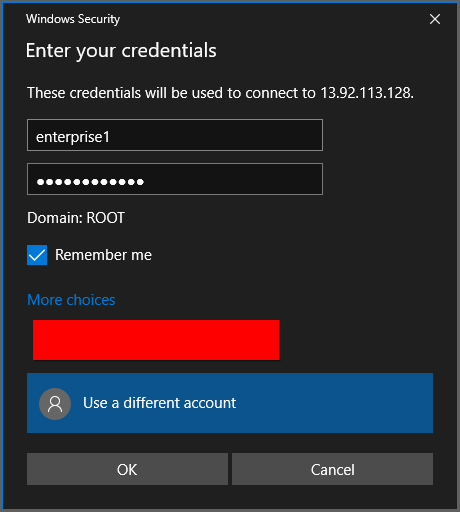 Windows Security
Enter your credentials
These credentials will be used to connect to 13.92.113.128.
enterprise1
••••••••••••
Domain: ROOT
Remember me
More choices
Use a different account
OK
Cancel